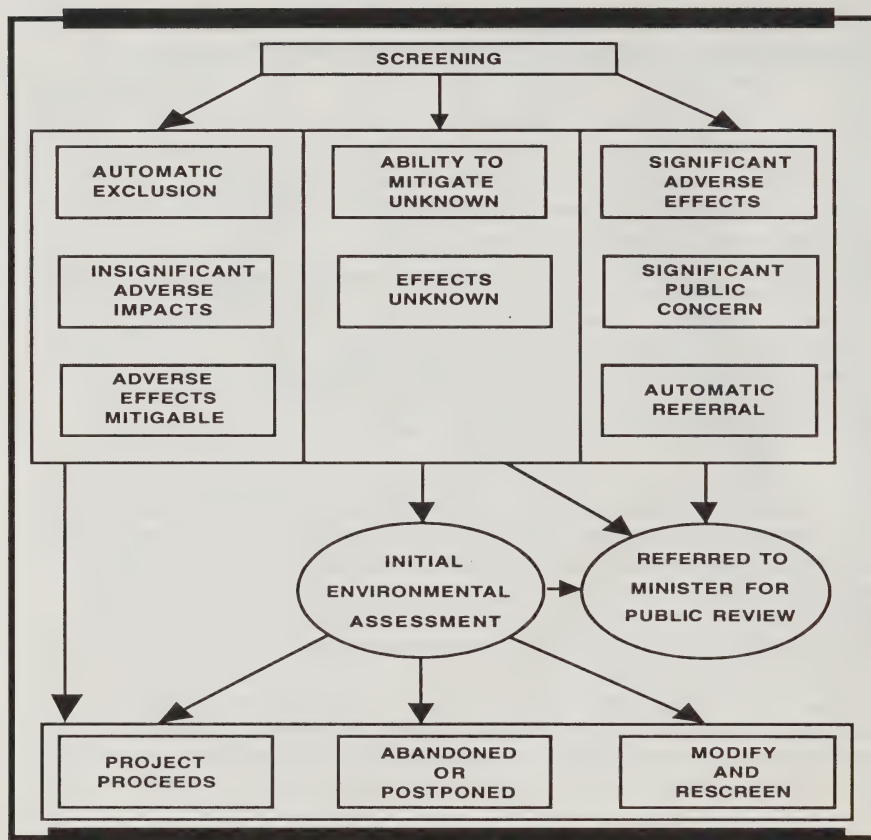 SCREENING
AUTOMATIC
EXCLUSION
ABILITY TO
MITIGATE
UNKNOWN
SIGNIFICANT
ADVERSE
EFFECTS
INSIGNIFICANT
ADVERSE
IMPACTS
EFFECTS
UNKNOWN
SIGNIFICANT
PUBLIC
CONCERN
ADVERSE
EFFECTS
MITIGABLE
AUTOMATIC
REFERRAL
INITIAL
ENVIRONMENTAL
ASSESSMENT
REFERRED TO
MINISTER FOR
PUBLIC REVIEW
PROJECT
PROCEEDS
ABANDONED
OR
POSTPONED
MODIFY
AND
RESCREEN